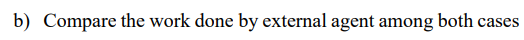 b) Compare the work done by external agent among both cases